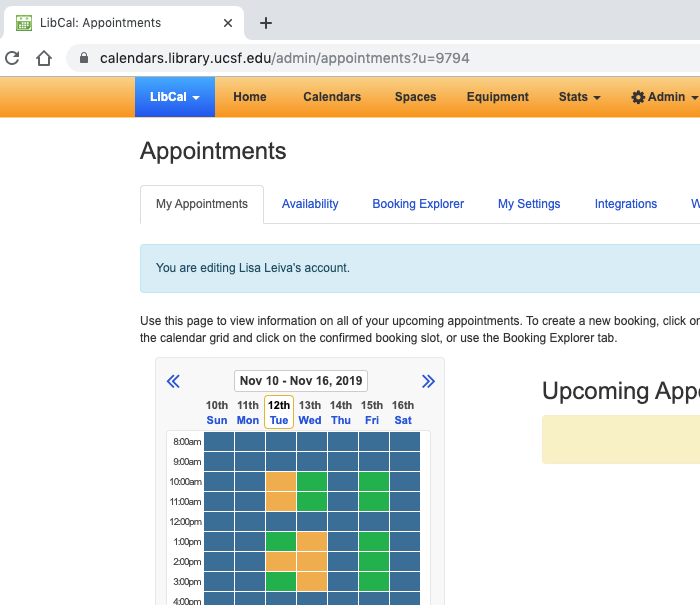 LibCal: Appointments
calendars.library.ucsf.edu/admin/appointments?u=9794
LibCal Home Calendars Spaces Equipment Stats Admin
Appointments
My Appointments Availability Booking Explorer My Settings Integrations W
You are editing Lisa Leiva's account.
Use this page to view information on all of your upcoming appointments. To create a new booking, click on
the calendar grid and click on the confirmed booking slot, or use the Booking Explorer tab.
Nov 10 - Nov 16, 2019
Upcoming Appo
10th 11th 12th 13th 14th 15th 16th
Sun Mon Tue Wed Thu Fri Sat
8:00am
9:00am
10:00am
11:00am
12:00pm
1:00pm
2:00pm
3:00pm
4:00pm